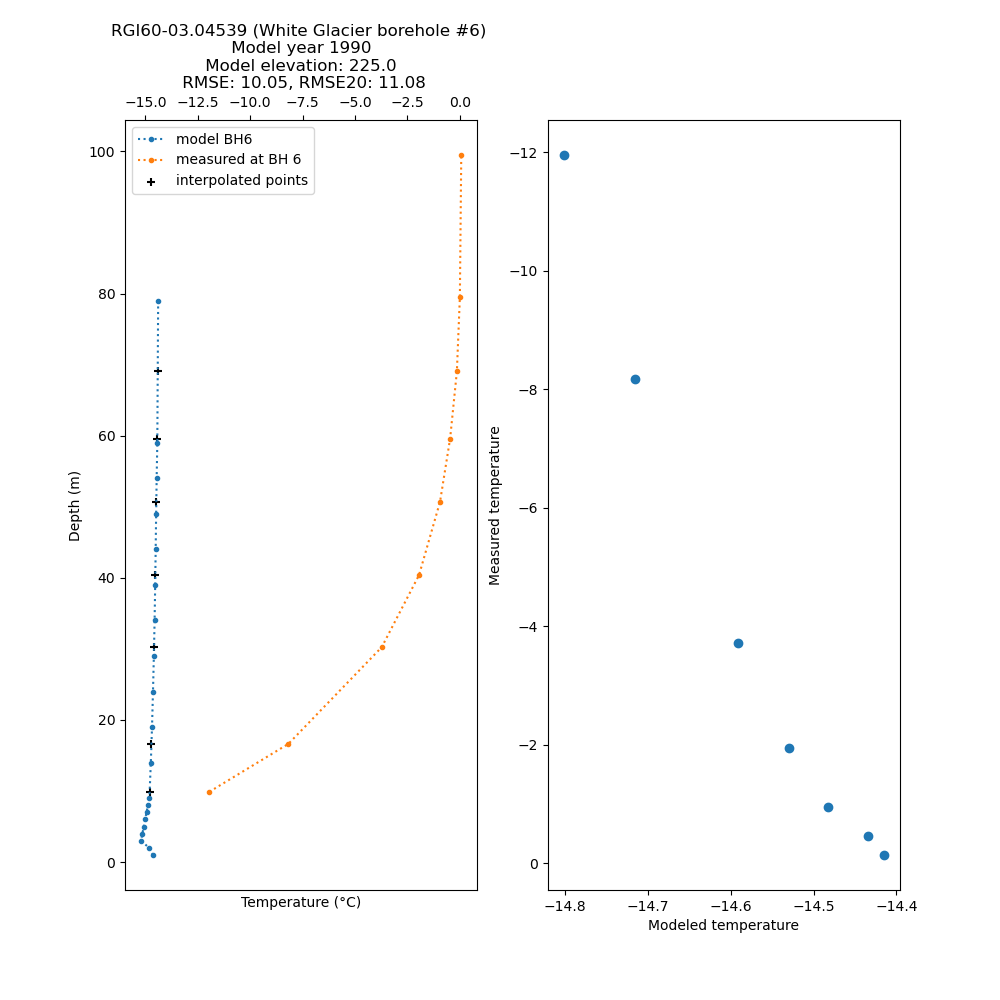 RGI60-03.04539 (White Glacier borehole #6)
Model year 1990
Model elevation: 225.0
RMSE: 10.05, RMSE20: 11.08
−15.0 −12.5 −10.0 −7.5 −5.0 −2.5 0.0
model BH6
measured at BH 6
interpolated points
100
80
60
40
20
0
Depth (m)
Temperature (°C)
−12
−10
−8
−6
−4
−2
0
Measured temperature
−14.8 −14.7 −14.6 −14.5 −14.4
Modeled temperature